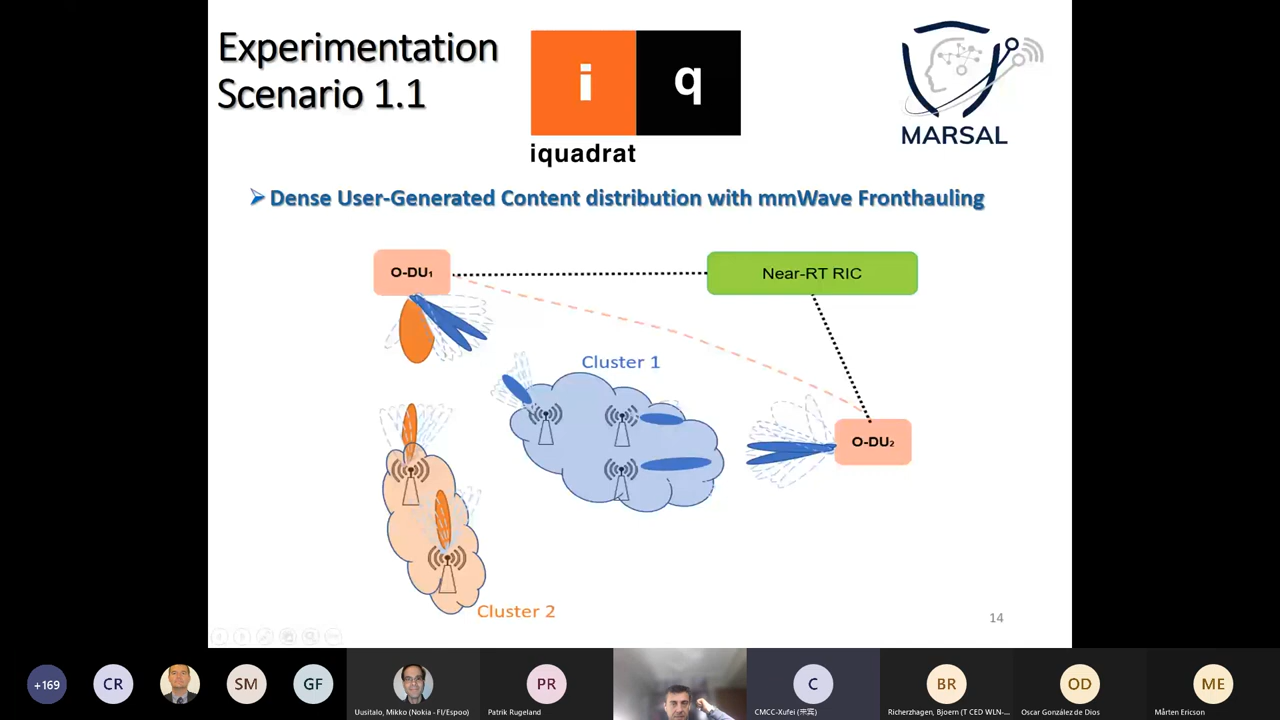 Experimentation
Scenario 1.1
i q
iquadrat
MARSAL
Dense User-Generated Content distribution with mmWave Fronthauling
O-DU1
Near-RT RIC
Cluster 1
O-DU2
Cluster 2
14
+169
CR
SM
GF
Uusitalo, Mikko (Nokia - FI/Espoo)
PR
Patrik Rugeland
C
CMCC-Xufei (来宾)
BR
Richerzhagen, Bjoern (T CED WLN-...
OD
Oscar González de Dios
ME
Mårten Ericson